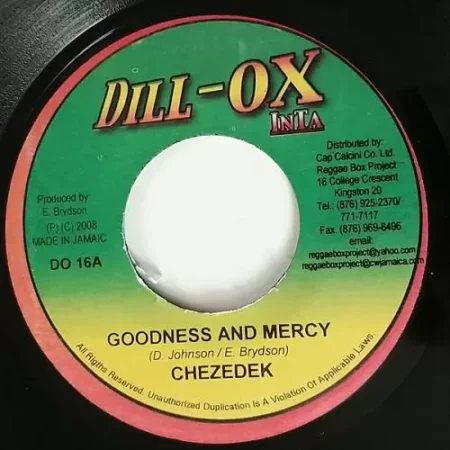 DILL-OX
INTA
Distributed by:
Cap Calcini Co. Ltd.
Reggae Box Project
16 College Crescent
Kingston 20
Tel.: (876) 925-2370/
771-7117
Fax. (876) 969-8496
email:
reggaeboxproject@yahoo.com
reggaeboxproject@cwjamaica.com
Produced by
E. Brydson
(P) (C) 2008
MADE IN JAMAIC
DO 16A
GOODNESS AND MERCY
(D. Johnson / E. Brydson)
CHEZEDEK
All Rigths Reserved. Unauthorized Duplication Is A Violation Of Applicable Laws.